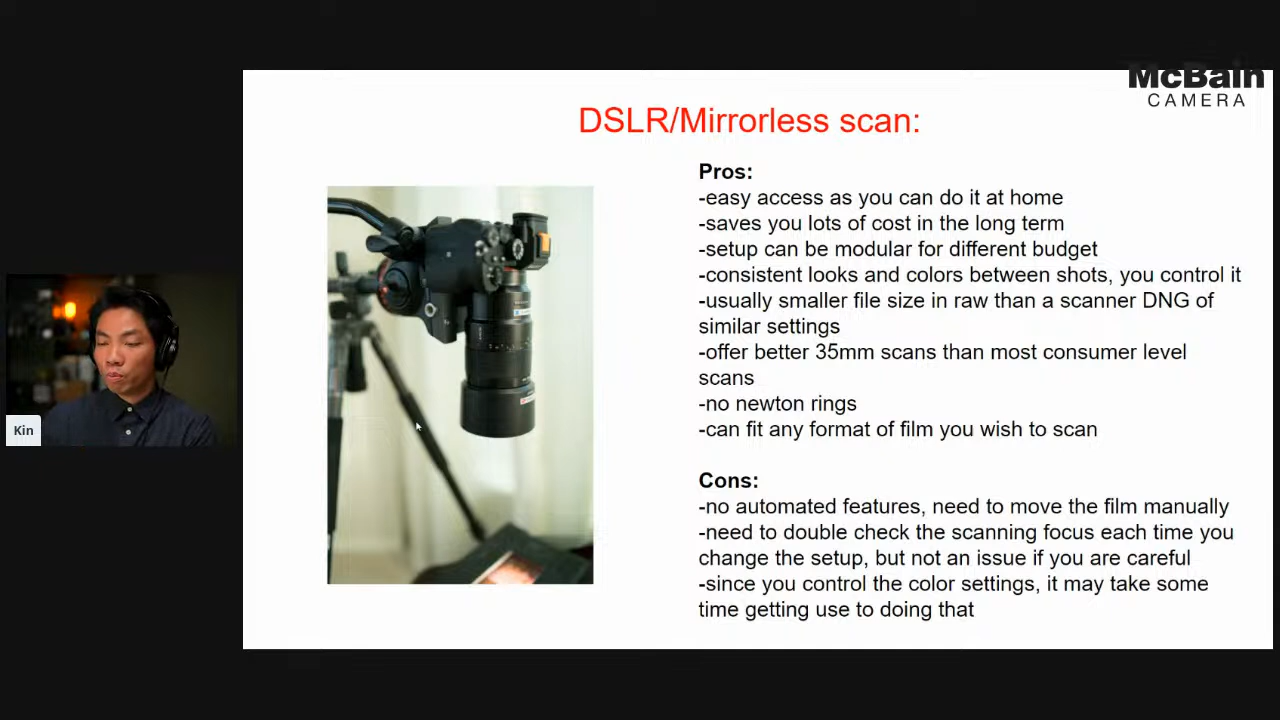 McBain
CAMERA
DSLR/Mirrorless scan:
Pros:
-easy access as you can do it at home
-saves you lots of cost in the long term
-setup can be modular for different budget
-consistent looks and colors between shots, you control it
-usually smaller file size in raw than a scanner DNG of
similar settings
-offer better 35mm scans than most consumer level
scans
-no newton rings
-can fit any format of film you wish to scan
Cons:
-no automated features, need to move the film manually
-need to double check the scanning focus each time you
change the setup, but not an issue if you are careful
-since you control the color settings, it may take some
time getting use to doing that
Kin